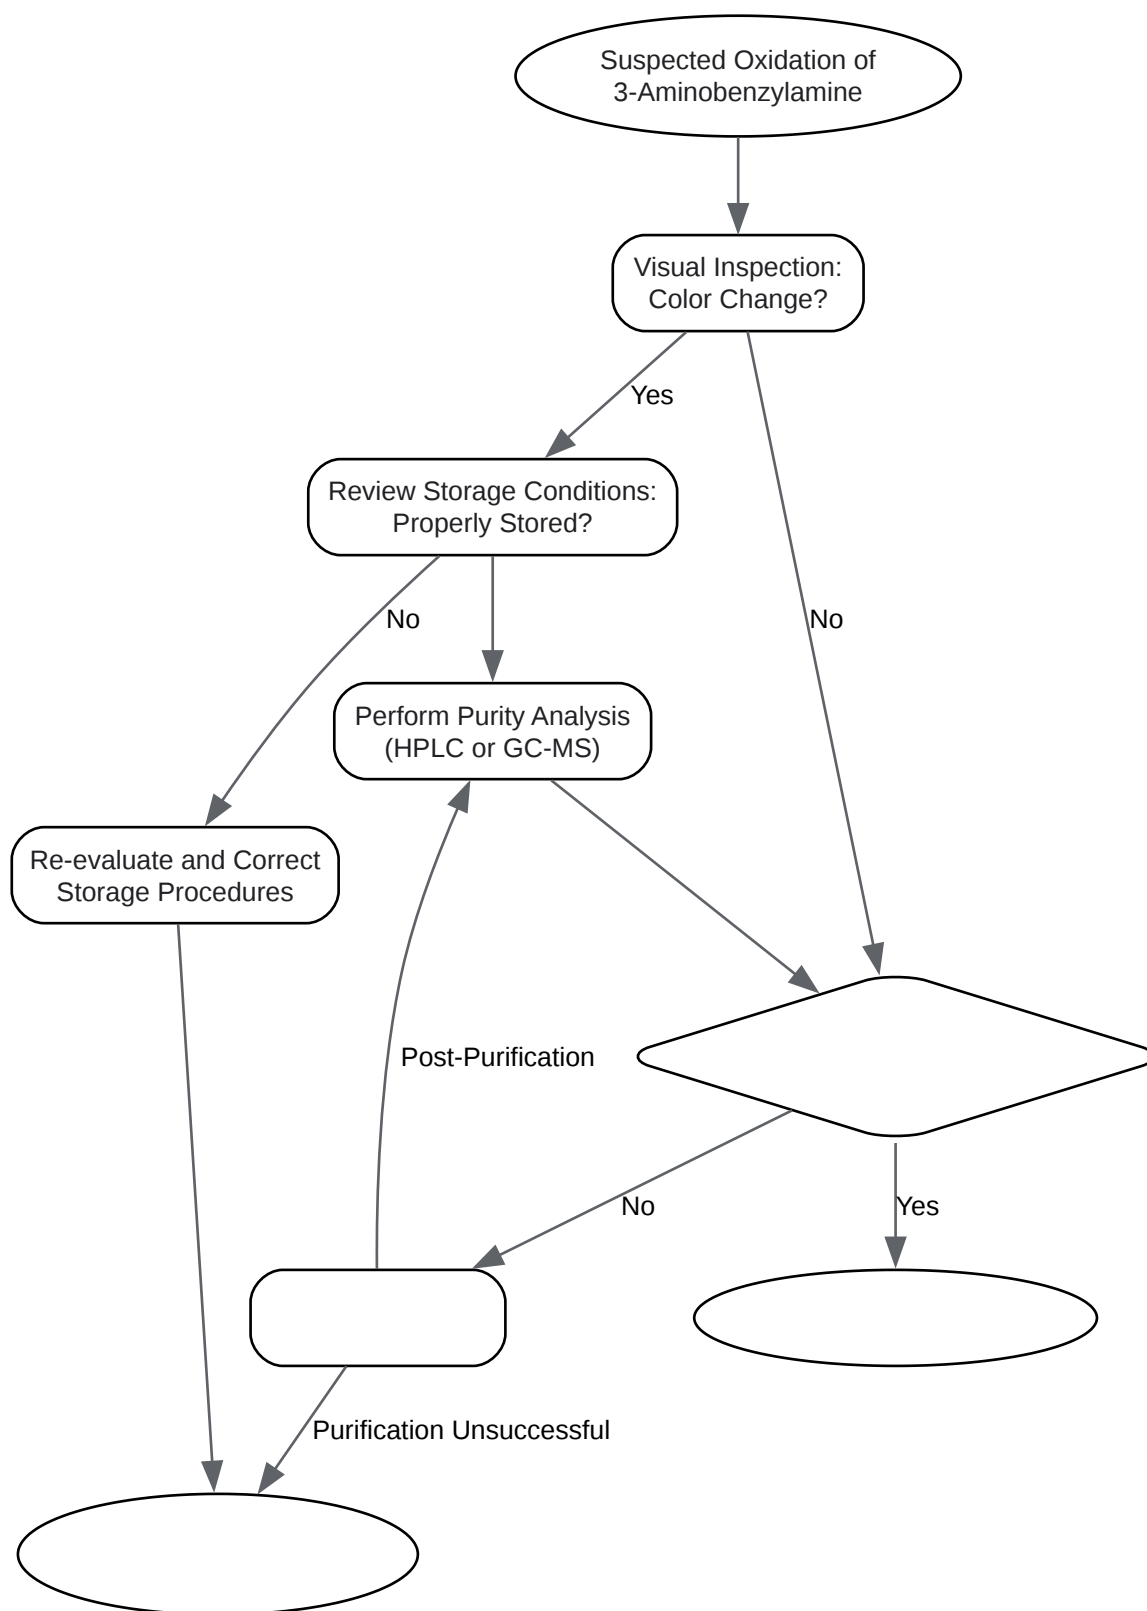 Suspected Oxidation of
3-Aminobenzylamine
Visual Inspection:
Color Change?
Yes
Review Storage Conditions:
Properly Stored?
No
No
Perform Purity Analysis
(HPLC or GC-MS)
Re-evaluate and Correct
Storage Procedures
Post-Purification
No
Yes
Purification Unsuccessful